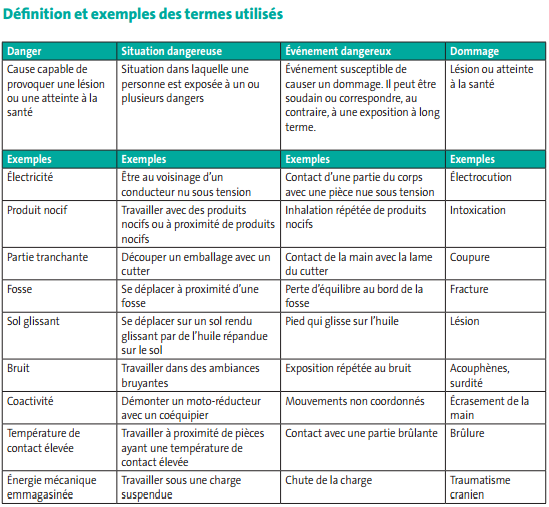 Définition et exemples des termes utilisés
Danger
Situation dangereuse
Événement dangereux
Dommage
Cause capable de
provoquer une lésion
ou une atteinte à la
santé
Situation dans laquelle une
personne est exposée à un ou
plusieurs dangers
Événement susceptible de
causer un dommage. Il peut être
soudain ou correspondre, au
contraire, à une exposition à long
terme.
Lésion ou atteinte
à la santé
Exemples
Exemples
Exemples
Exemples
Électricité
Être au voisinage d’un
conducteur nu sous tension
Contact d’une partie du corps
avec une pièce nue sous tension
Électrocution
Produit nocif
Travailler avec des produits
nocifs ou à proximité de produits
nocifs
Inhalation répétée de produits
nocifs
Intoxication
Partie tranchante
Découper un emballage avec un
cutter
Contact de la main avec la lame
du cutter
Coupure
Fosse
Se déplacer à proximité d’une
fosse
Perte d’équilibre au bord de la
fosse
Fracture
Sol glissant
Se déplacer sur un sol rendu
glissant par de l’huile répandue
sur le sol
Pied qui glisse sur l’huile
Lésion
Bruit
Travailler dans des ambiances
bruyantes
Exposition répétée au bruit
Acouphènes,
surdité
Coactivité
Démonter un moto-réducteur
avec un coéquipier
Mouvements non coordonnés
Écrasement de la
main
Température de
contact élevée
Travailler à proximité de pièces
ayant une température de
contact élevée
Contact avec une partie brûlante
Brûlure
Énergie mécanique
emmagasinée
Travailler sous une charge
suspendue
Chute de la charge
Traumatisme
cranien